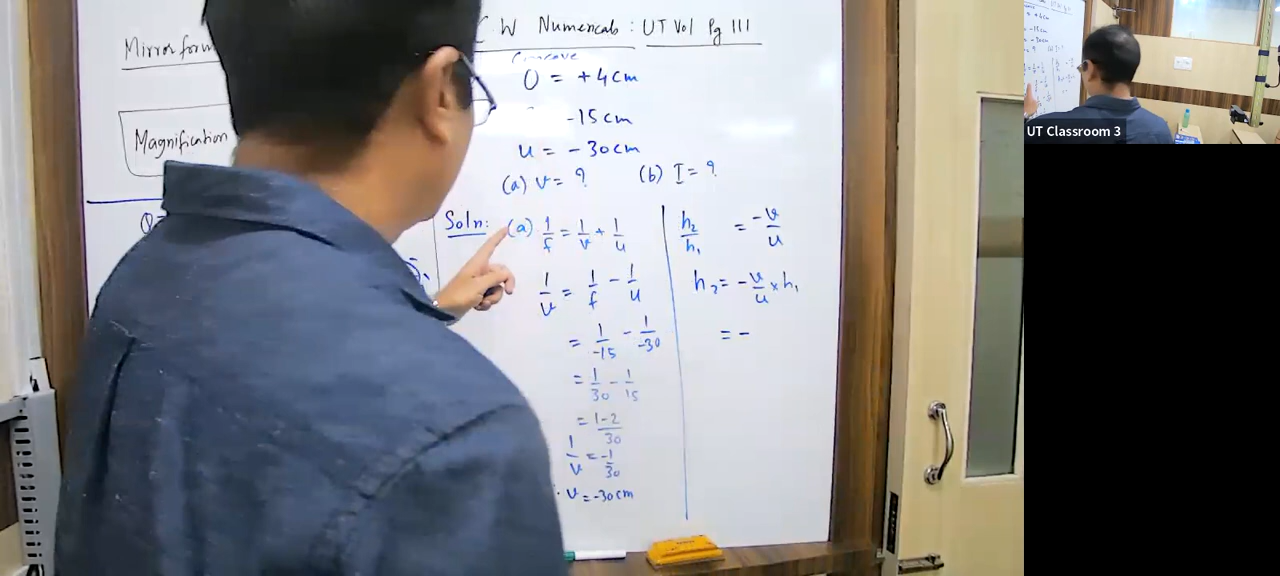 C.W Numericals: UT Vol Pg 111
Mirror
Concave
O = +4cm
-15cm
Magnification
u = -30cm
(a) v = ? (b) I = ?
Soln: (a) 1/f = 1/v + 1/u
1/v = 1/f - 1/u
= 1/-15 - 1/-30
= 1/30 - 1/15
= 1-2/30
1/v = -1/30
v = -30cm
h₂/h₁ = -v/u
h₂ = -v/u × h₁
= -
UT Classroom 3